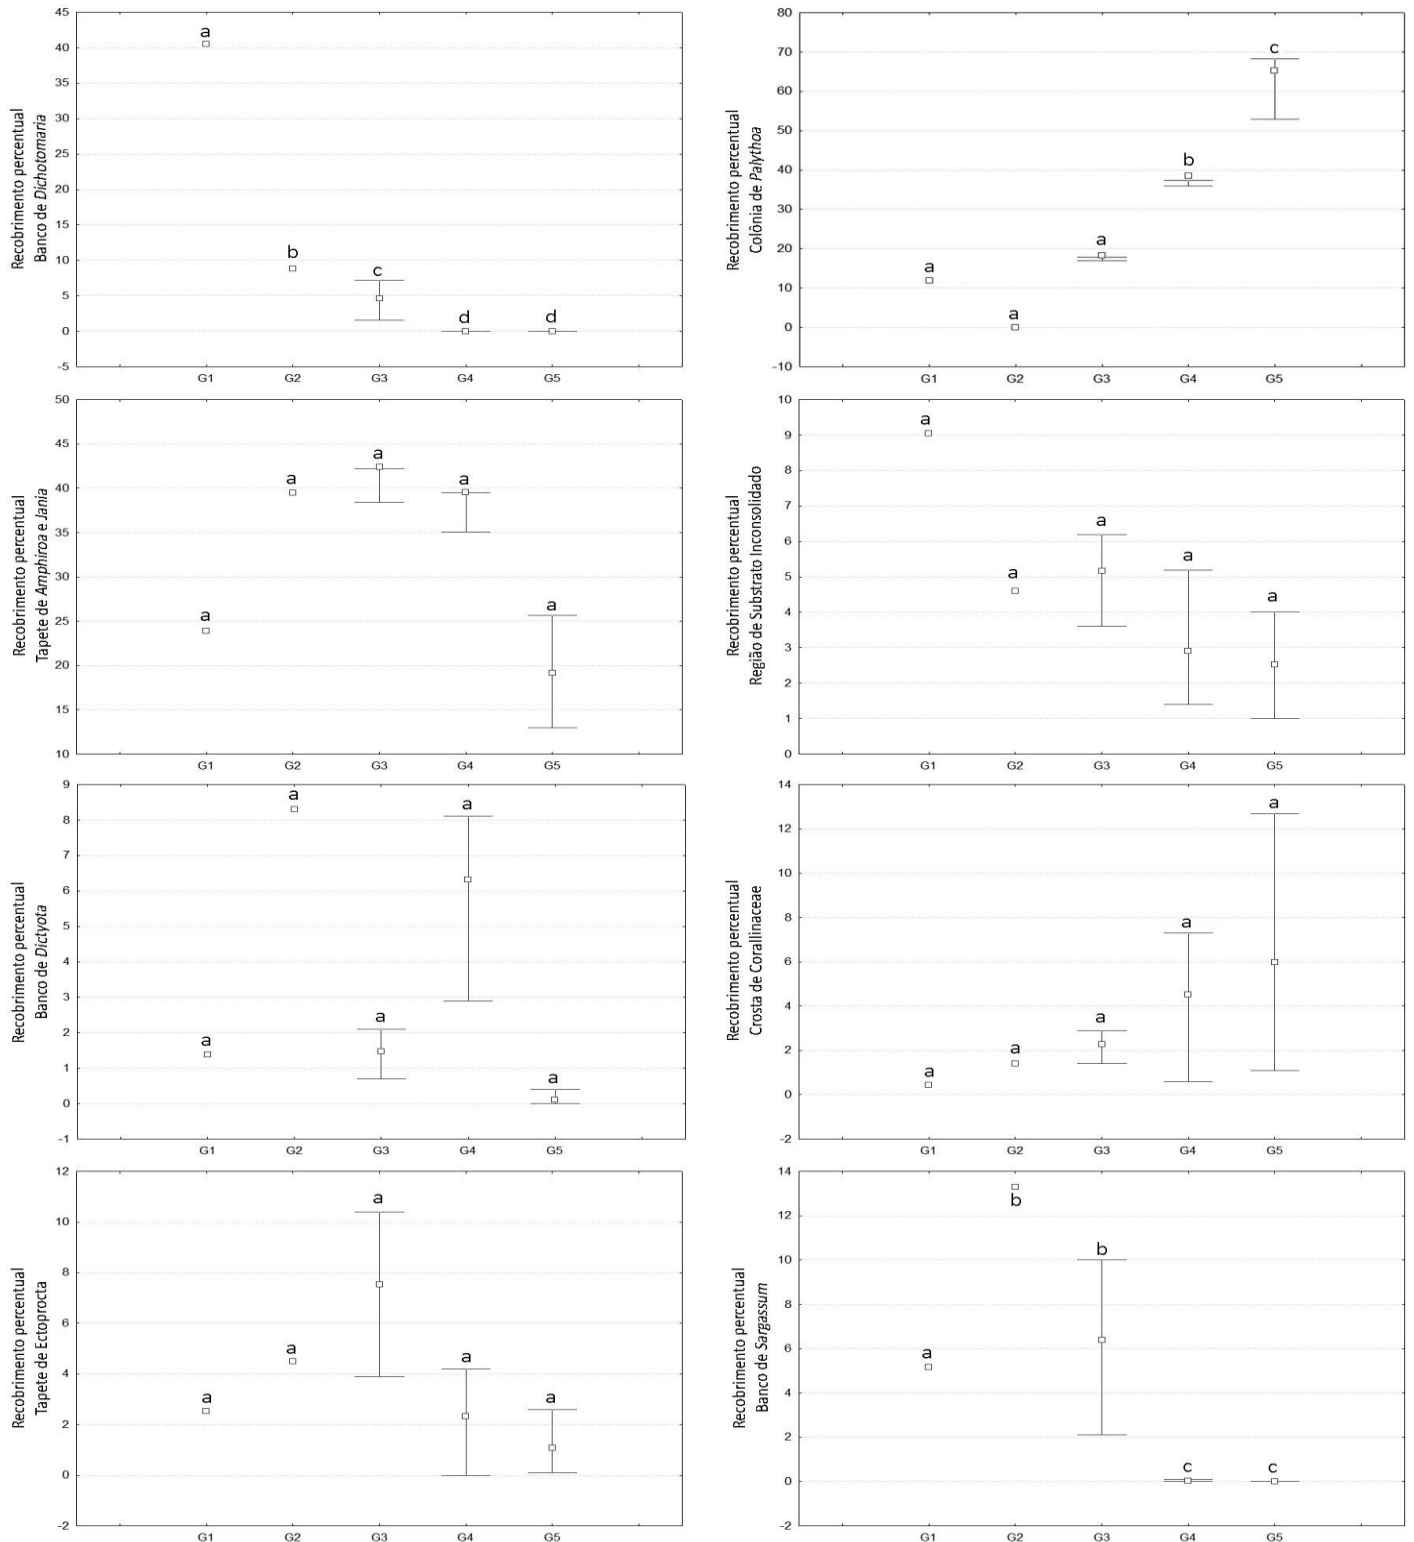 Recobrimento percentual
Banco de Dichotomaria
45
40
35
30
25
20
15
10
5
0
-5
a
b
c
d
d
G1 G2 G3 G4 G5
Recobrimento percentual
Colônia de Palythoa
80
70
60
50
40
30
20
10
0
-10
a
a
a
b
c
G1 G2 G3 G4 G5
Recobrimento percentual
Tapete de Amphiroa e Jania
50
45
40
35
30
25
20
15
10
a
a
a
a
a
G1 G2 G3 G4 G5
Recobrimento percentual
Região de Substrato Inconsolidado
10
9
8
7
6
5
4
3
2
1
0
a
a
a
a
a
G1 G2 G3 G4 G5
Recobrimento percentual
Banco de Dictyota
9
8
7
6
5
4
3
2
1
0
-1
a
a
a
a
a
G1 G2 G3 G4 G5
Recobrimento percentual
Crosta de Corallinaceae
14
12
10
8
6
4
2
0
-2
a
a
a
a
a
G1 G2 G3 G4 G5
Recobrimento percentual
Tapete de Ectoprocta
12
10
8
6
4
2
0
-2
a
a
a
a
a
G1 G2 G3 G4 G5
Recobrimento percentual
Banco de Sargassum
14
12
10
8
6
4
2
0
-2
a
b
b
c
c
G1 G2 G3 G4 G5